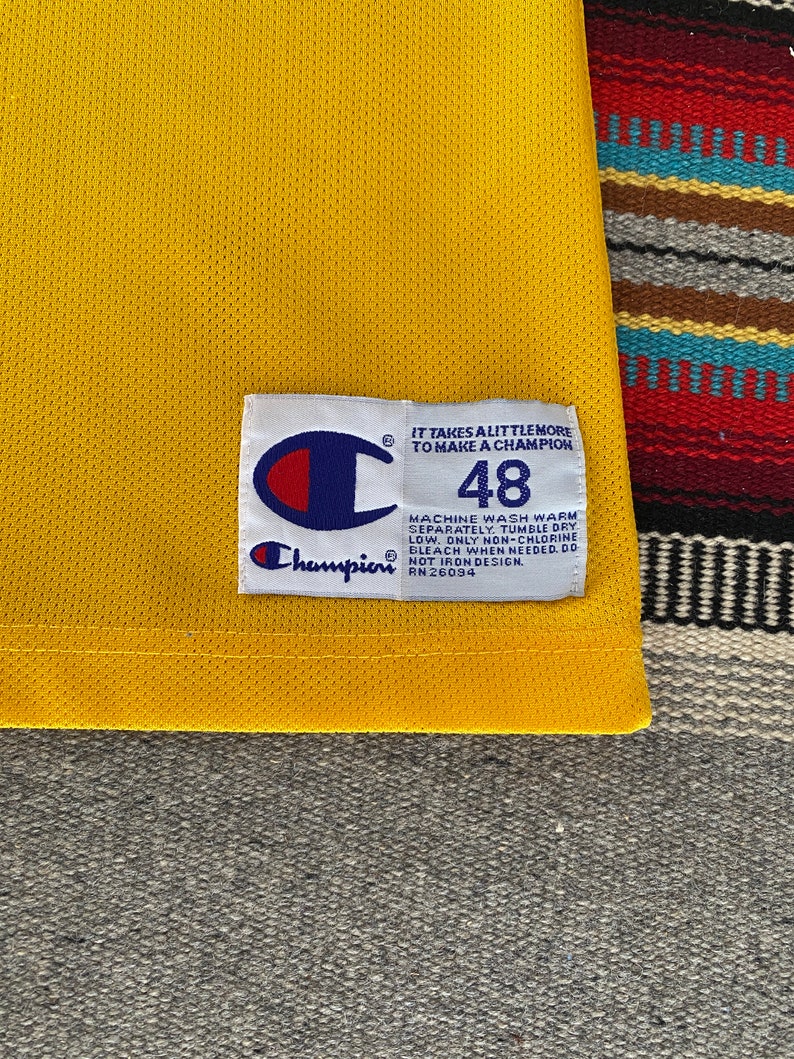 IT TAKES A LITTLE MORE
TO MAKE A CHAMPION
48
MACHINE WASH WARM
SEPARATELY. TUMBLE DRY
LOW. ONLY NON-CHLORINE
BLEACH WHEN NEEDED. DO
NOT IRON DESIGN.
RN 26094
®
Champion®